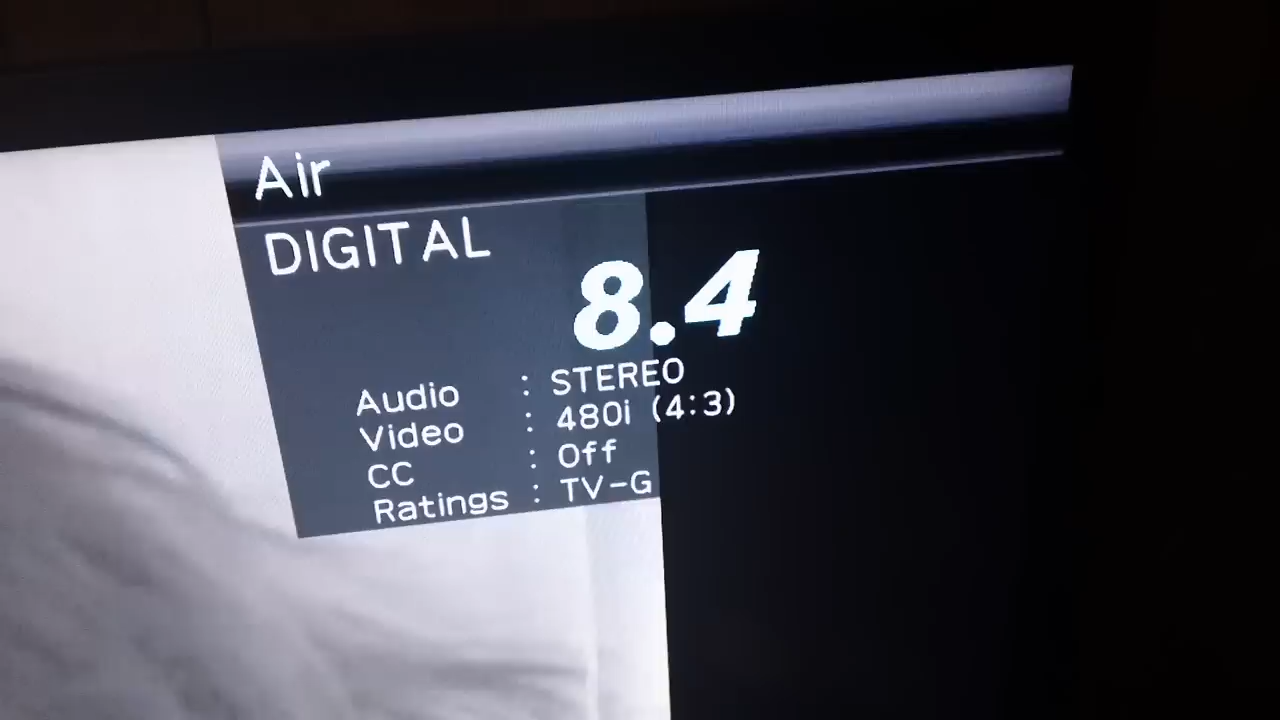 Air
DIGITAL
8.4
Audio : STEREO
Video : 480i (4:3)
CC : Off
Ratings : TV-G